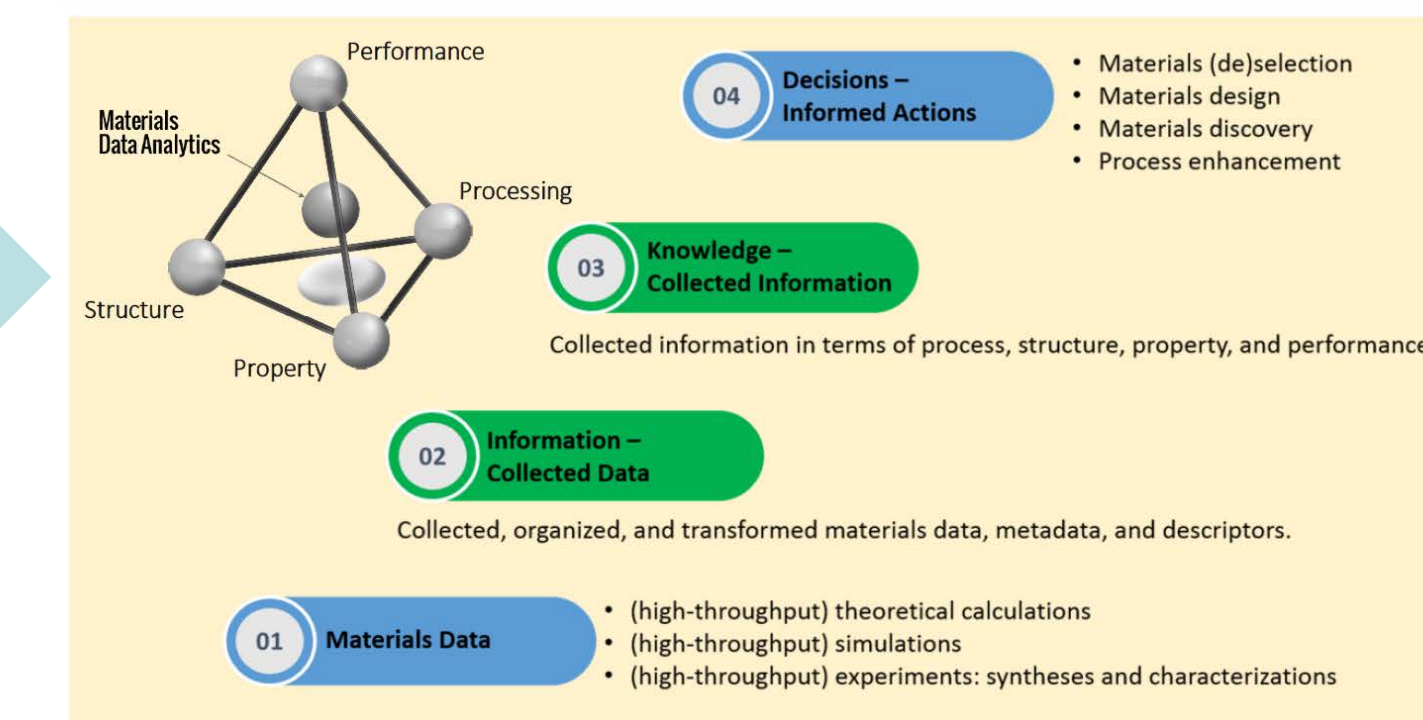 Performance
Materials
Data Analytics
Processing
Structure
Property
04
Decisions –
Informed Actions
• Materials (de)selection
• Materials design
• Materials discovery
• Process enhancement
03
Knowledge –
Collected Information
Collected information in terms of process, structure, property, and performance
02
Information –
Collected Data
Collected, organized, and transformed materials data, metadata, and descriptors.
01
Materials Data
• (high-throughput) theoretical calculations
• (high-throughput) simulations
• (high-throughput) experiments: syntheses and characterizations